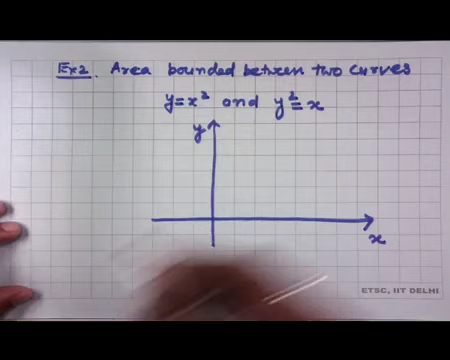 Ex2. Area bounded between two curves
y=x² and y²=x
y
x
ETSC, IIT DELHI